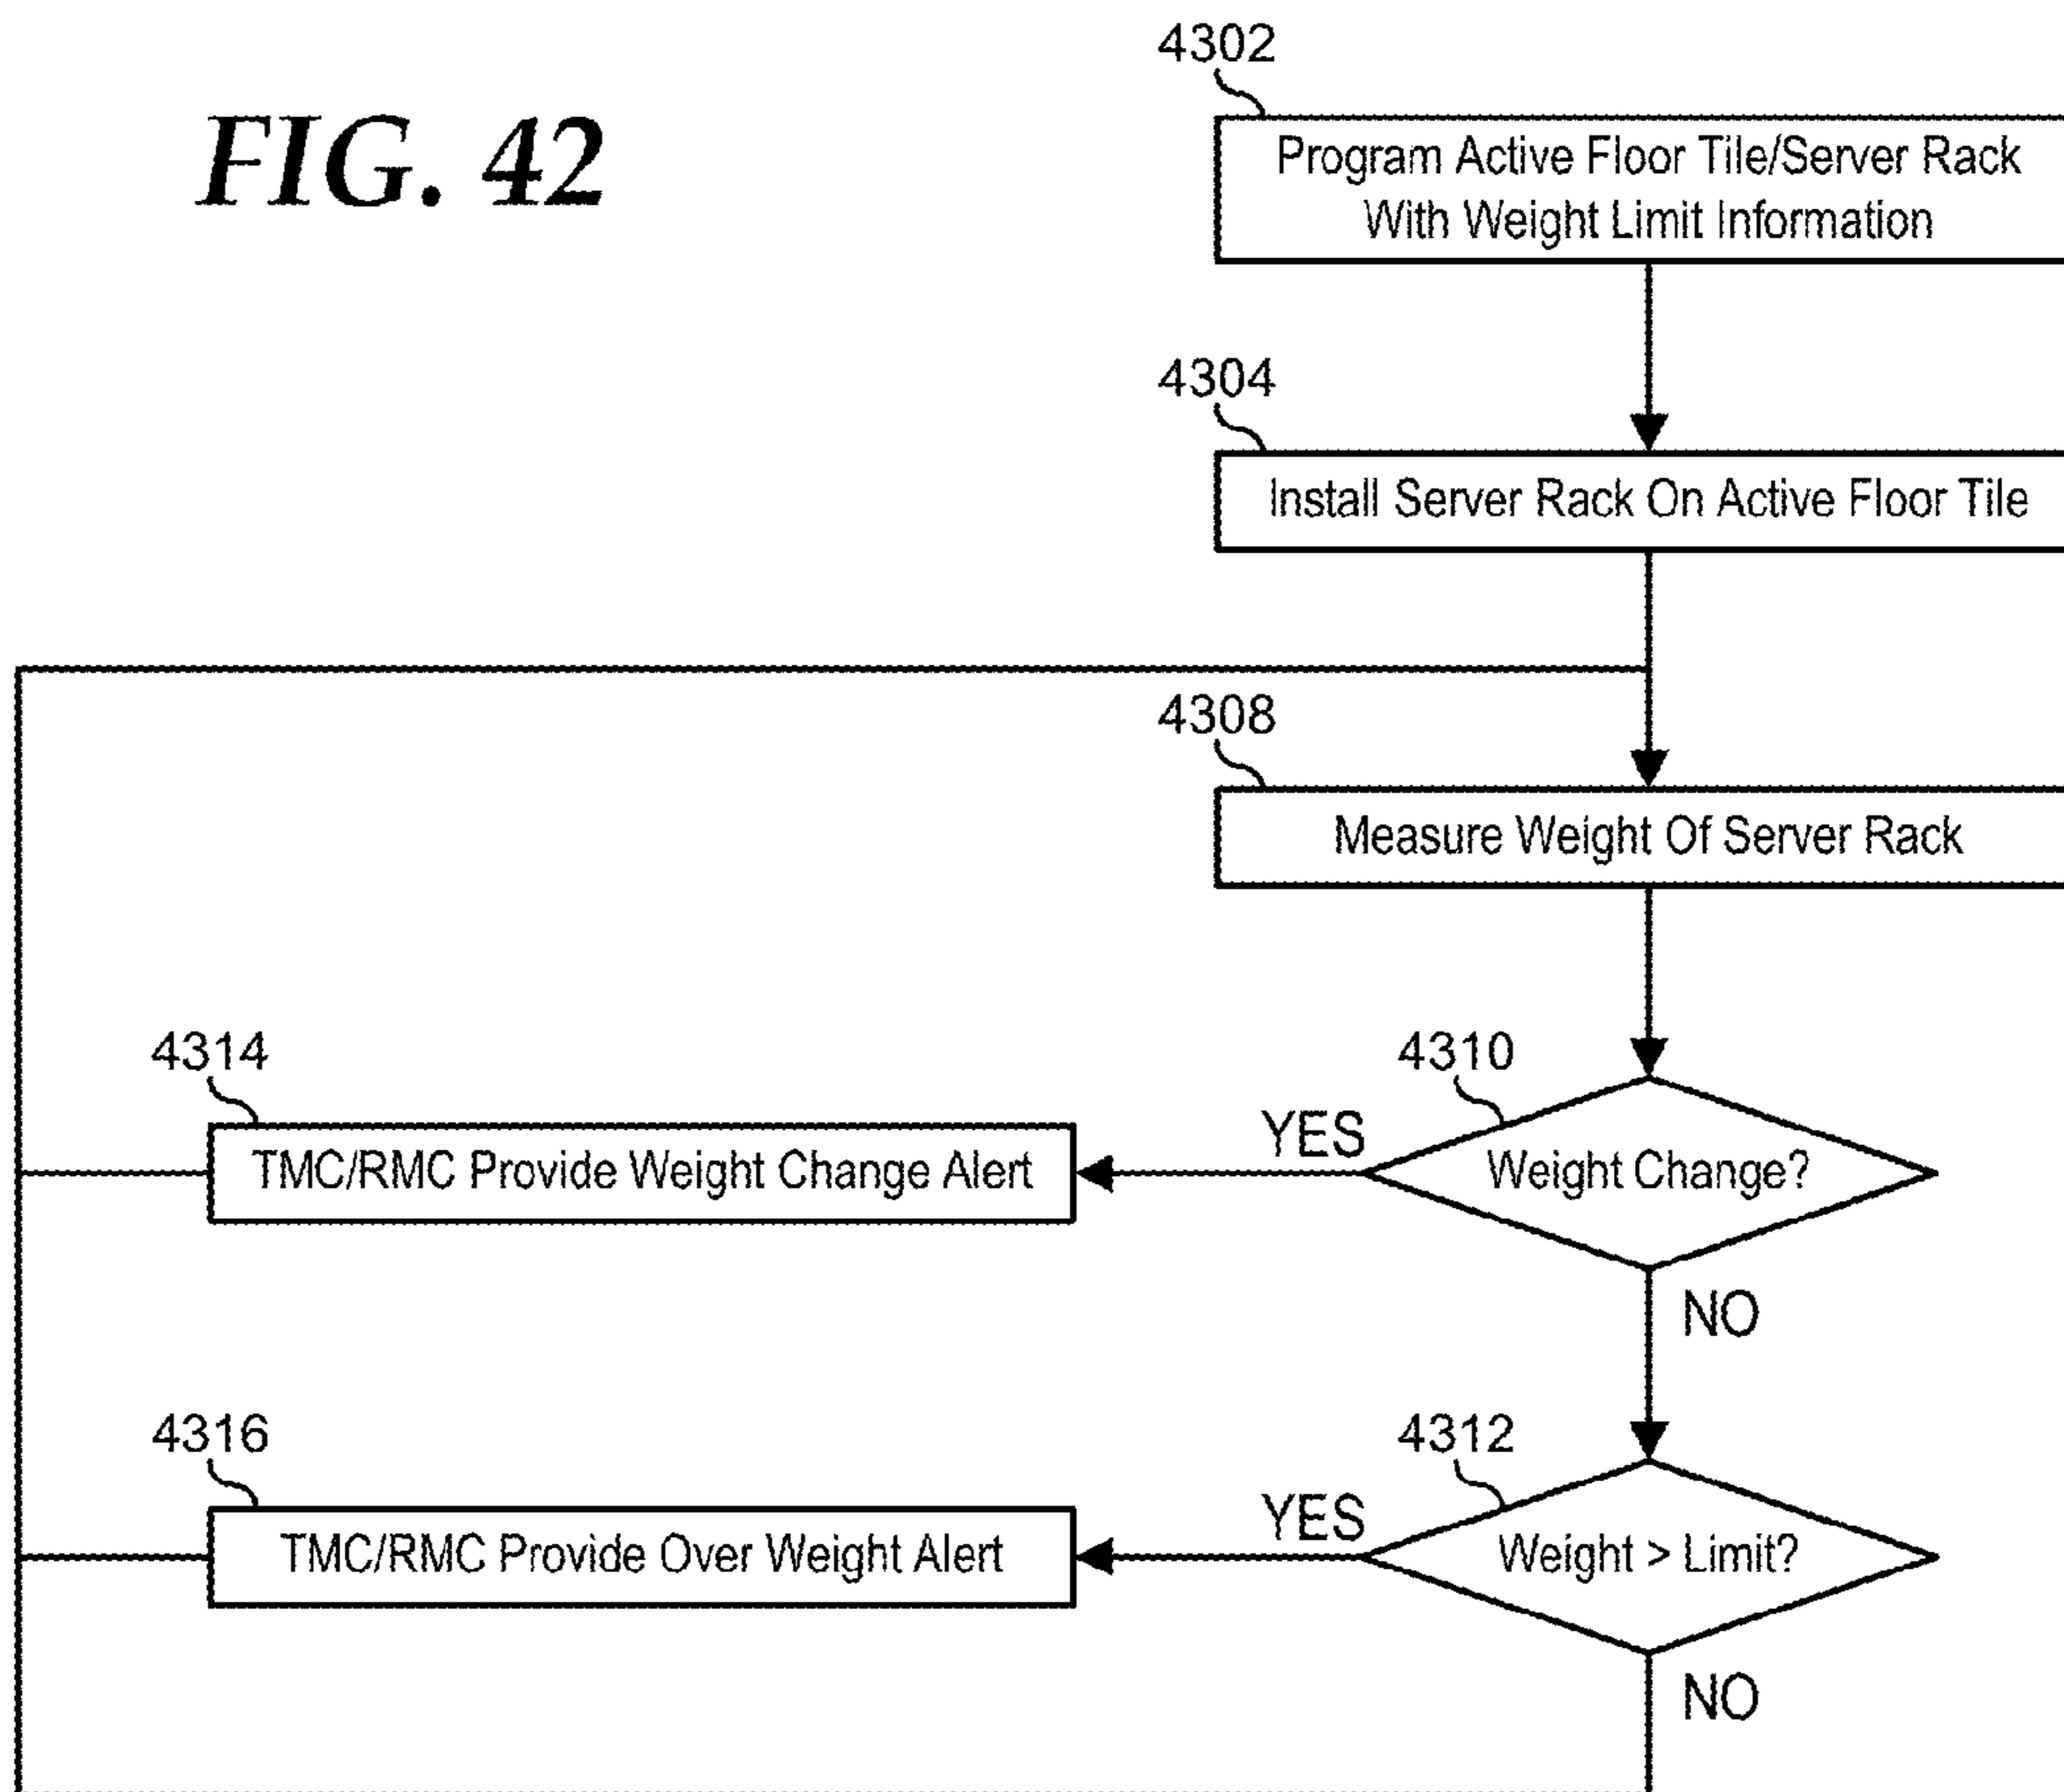 FIG. 42
4302
Program Active Floor Tile/Server Rack
With Weight Limit Information
4304
Install Server Rack On Active Floor Tile
4308
Measure Weight Of Server Rack
4310
Weight Change?
YES
4314
TMC/RMC Provide Weight Change Alert
NO
4312
Weight > Limit?
YES
4316
TMC/RMC Provide Over Weight Alert
NO